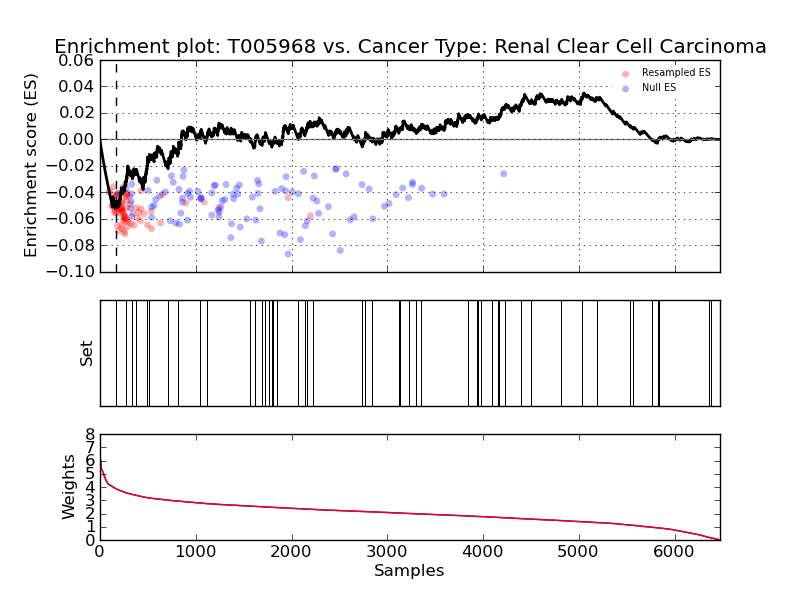 Enrichment plot: T005968 vs. Cancer Type: Renal Clear Cell Carcinoma
Enrichment score (ES)
0.06
0.04
0.02
0.00
−0.02
−0.04
−0.06
−0.08
−0.10
Resampled ES
Null ES
Set
Weights
8
7
6
5
4
3
2
1
0
0 1000 2000 3000 4000 5000 6000
Samples